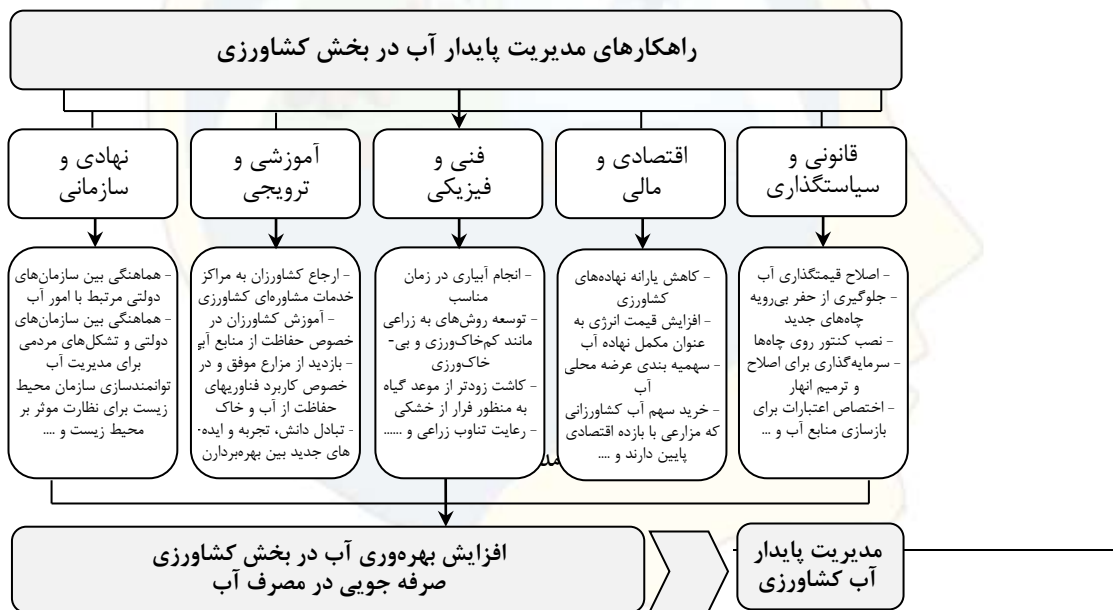 راهکارهای مدیریت پایدار آب در بخش کشاورزی
قانونی و
سیاستگذاری
اقتصادی و
مالی
فنی و
فیزیکی
آموزشی و
ترویجی
نهادی و
سازمانی
- اصلاح قیمتگذاری آب
- جلوگیری از حفر بی‌رویه
چاه‌های جدید
- نصب کنتور روی چاه‌ها
- سرمایه‌گذاری برای اصلاح
و ترمیم انهار
- اختصاص اعتبارات برای
بازسازی منابع آب و ...
- کاهش یارانه نهاده‌های
کشاورزی
- افزایش قیمت انرژی به
عنوان مکمل نهاده آب
- سهمیه بندی عرضه محلی
آب
- خرید سهم آب کشاورزانی
که مزارعی با بازده اقتصادی
پایین دارند و ....
- انجام آبیاری در زمان
مناسب
- توسعه روش‌های به زراعی
مانند کم‌خاک‌ورزی و بی-
خاک‌ورزی
- کاشت زودتر از موعد گیاه
به منظور فرار از خشکی
- رعایت تناوب زراعی و ......
- ارجاع کشاورزان به مراکز
خدمات مشاوره‌ای کشاورزی
- آموزش کشاورزان در
خصوص حفاظت از منابع آبی
- بازدید از مزارع موفق و در
خصوص کاربرد فناوریهای
حفاظت از آب و خاک
- تبادل دانش، تجربه و ایده-
های جدید بین بهره‌بردارن
- هماهنگی بین سازمان‌های
دولتی مرتبط با امور آب
- هماهنگی بین سازمان‌های
دولتی و تشکل‌های مردمی
برای مدیریت آب
توانمندسازی سازمان محیط
زیست برای نظارت موثر بر
محیط زیست و ....
افزایش بهره‌وری آب در بخش کشاورزی
صرفه جویی در مصرف آب
مدیریت پایدار
آب کشاورزی